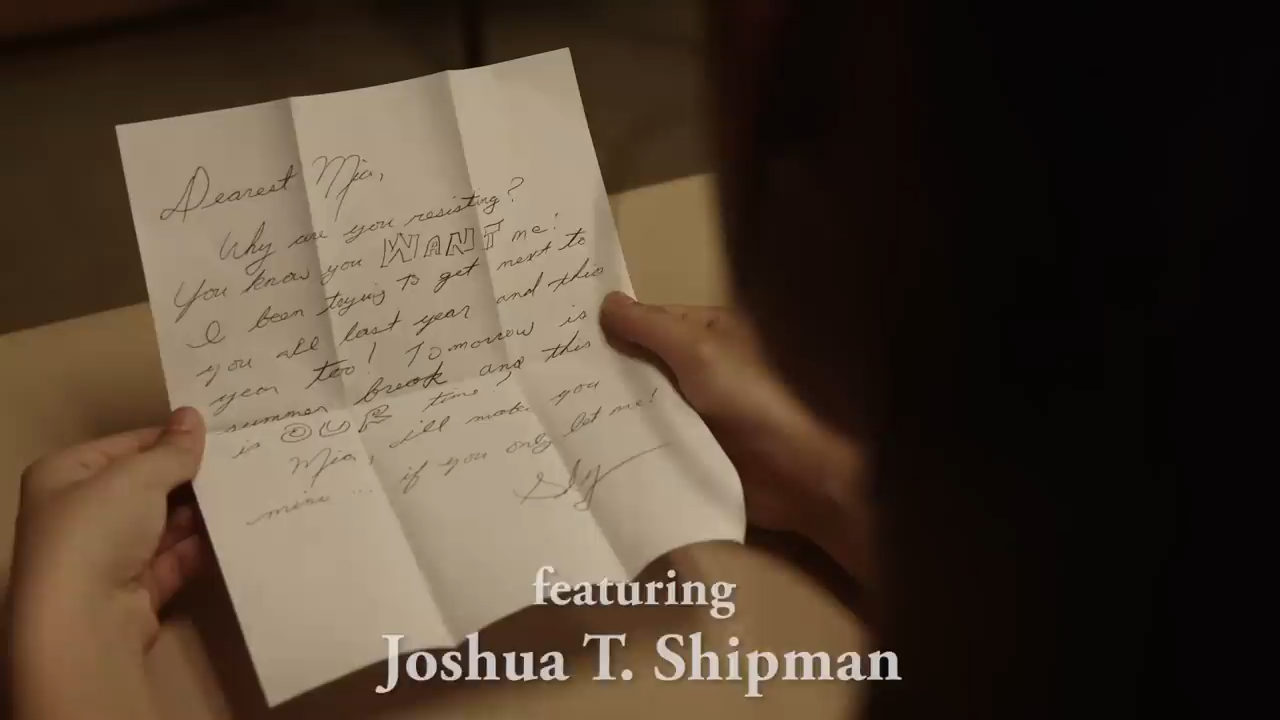 Dearest Mia,
Why are you resisting?
You know you WANT me!
I been trying to get next to
you all last year and this
year too! Tomorrow is
summer break and this
is OUR time!
Mia, I'll make you
mine ... if you only let me!
Sly
featuring
Joshua T. Shipman